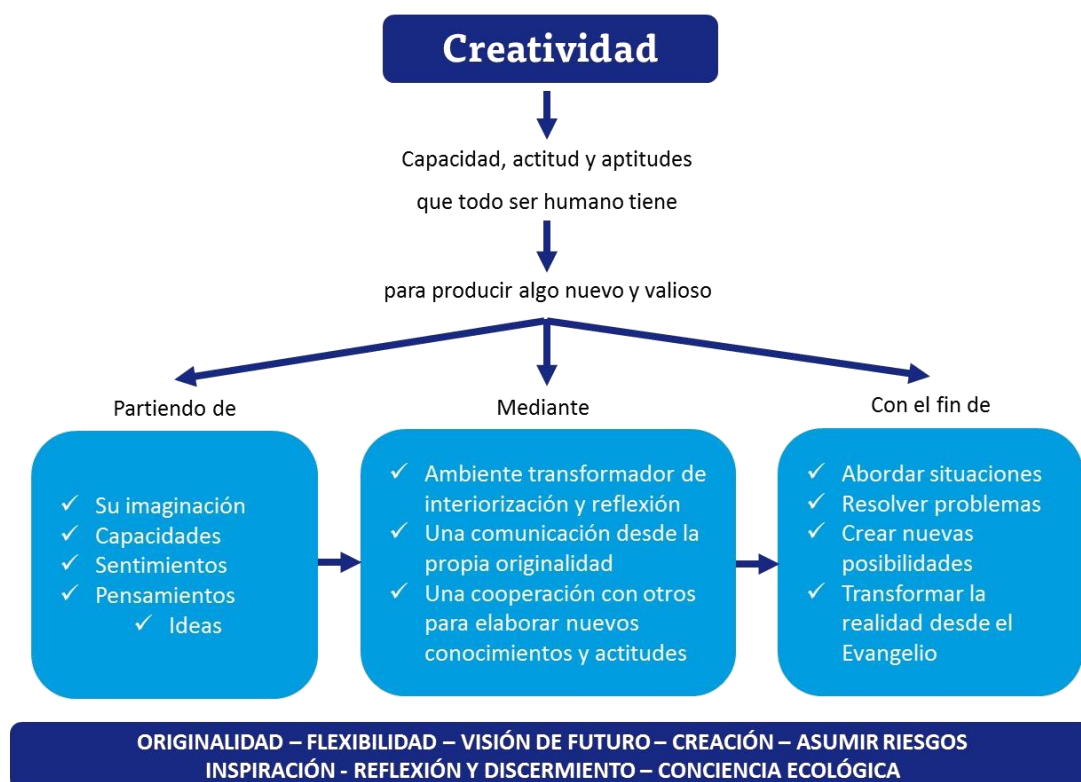 Creatividad
Capacidad, actitud y aptitudes
que todo ser humano tiene
para producir algo nuevo y valioso
Partiendo de
✓ Su imaginación
✓ Capacidades
✓ Sentimientos
✓ Pensamientos
✓ Ideas
Mediante
✓ Ambiente transformador de
interiorización y reflexión
✓ Una comunicación desde la
propia originalidad
✓ Una cooperación con otros
para elaborar nuevos
conocimientos y actitudes
Con el fin de
✓ Abordar situaciones
✓ Resolver problemas
✓ Crear nuevas
posibilidades
✓ Transformar la
realidad desde el
Evangelio
ORIGINALIDAD – FLEXIBILIDAD – VISIÓN DE FUTURO – CREACIÓN – ASUMIR RIESGOS
INSPIRACIÓN - REFLEXIÓN Y DISCERMIENTO – CONCIENCIA ECOLÓGICA